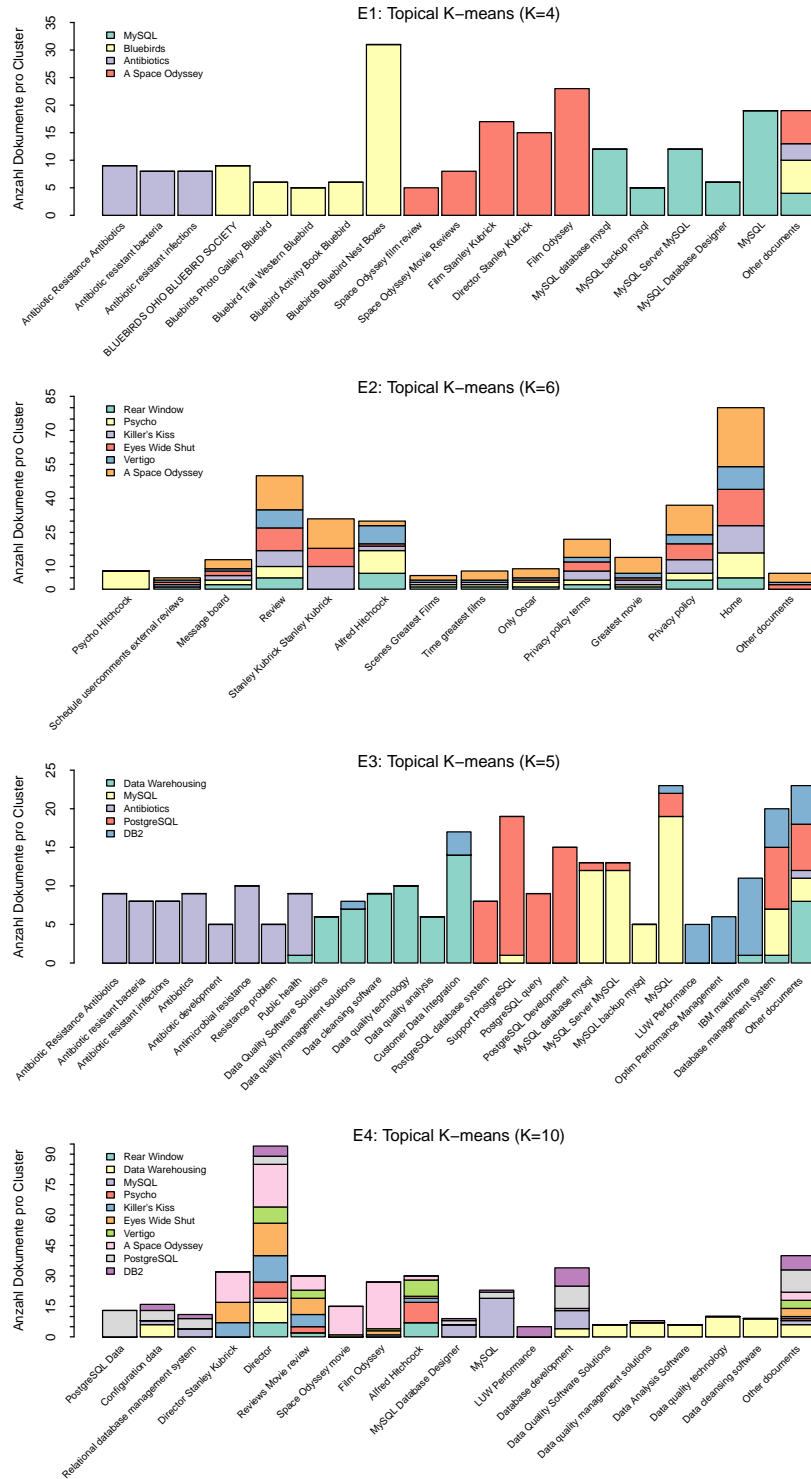 E1: Topical K−means (K=4)
Anzahl Dokumente pro Cluster
0
5
10
15
20
25
30
35
MySQL
Bluebirds
Antibiotics
A Space Odyssey
Antibiotic Resistance Antibiotics
Antibiotic resistant bacteria
Antibiotic resistant infections
BLUEBIRDS OHIO BLUEBIRD SOCIETY
Bluebirds Photo Gallery Bluebird
Bluebird Trail Western Bluebird
Bluebird Activity Book Bluebird
Bluebirds Bluebird Nest Boxes
Space Odyssey film review
Space Odyssey Movie Reviews
Film Stanley Kubrick
Director Stanley Kubrick
Film Odyssey
MySQL database mysql
MySQL backup mysql
MySQL Server MySQL
MySQL Database Designer
MySQL
Other documents
E2: Topical K−means (K=6)
Anzahl Dokumente pro Cluster
0
10
25
40
55
70
85
Rear Window
Psycho
Killer's Kiss
Eyes Wide Shut
Vertigo
A Space Odyssey
Psycho Hitchcock
Schedule usercomments external reviews
Message board
Review
Stanley Kubrick Stanley Kubrick
Alfred Hitchcock
Scenes Greatest Films
Time greatest films
Only Oscar
Privacy policy terms
Greatest movie
Privacy policy
Home
Other documents
E3: Topical K−means (K=5)
Anzahl Dokumente pro Cluster
0
5
10
15
20
25
Data Warehousing
MySQL
Antibiotics
PostgreSQL
DB2
Antibiotic Resistance Antibiotics
Antibiotic resistant bacteria
Antibiotic resistant infections
Antibiotics
Antibiotic development
Antimicrobial resistance
Resistance problem
Public health
Data Quality Software Solutions
Data quality management solutions
Data cleansing software
Data quality technology
Data quality analysis
Customer Data Integration
PostgreSQL database system
Support PostgreSQL
PostgreSQL query
PostgreSQL Development
MySQL database mysql
MySQL Server MySQL
MySQL backup mysql
MySQL
LUW Performance
Optim Performance Management
IBM mainframe
Database management system
Other documents
E4: Topical K−means (K=10)
Anzahl Dokumente pro Cluster
0
15
30
45
60
75
90
Rear Window
Data Warehousing
MySQL
Psycho
Killer's Kiss
Eyes Wide Shut
Vertigo
A Space Odyssey
PostgreSQL
DB2
PostgreSQL Data
Configuration data
Relational database management system
Director Stanley Kubrick
Director
Reviews Movie review
Space Odyssey movie
Film Odyssey
Alfred Hitchcock
MySQL Database Designer
MySQL
LUW Performance
Database development
Data Quality Software Solutions
Data quality management solutions
Data Analysis Software
Data quality technology
Data cleansing software
Other documents